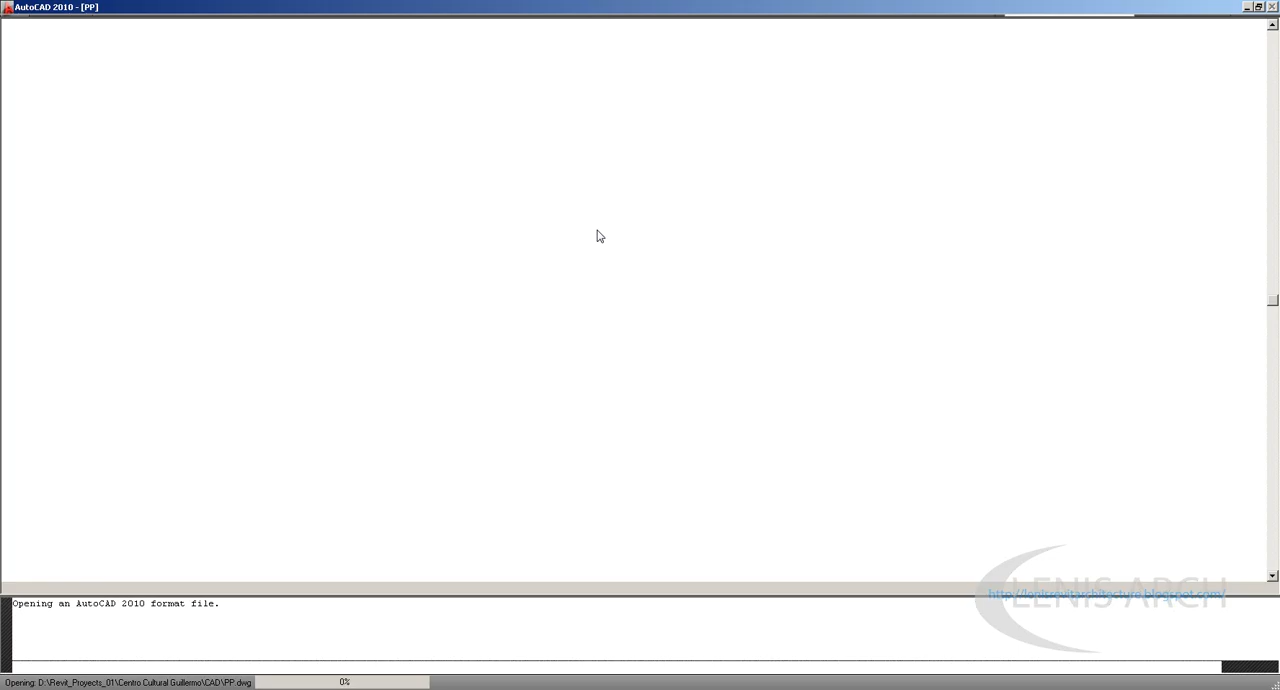 AutoCAD 2010 - [PP]
Opening an AutoCAD 2010 format file.
LENIS ARCH
http://lenisrevitarchitecture.blogspot.com/
Opening: D:\Revit_Proyects_01\Centro Cultural Guillermo\CAD\PP.dwg
0%